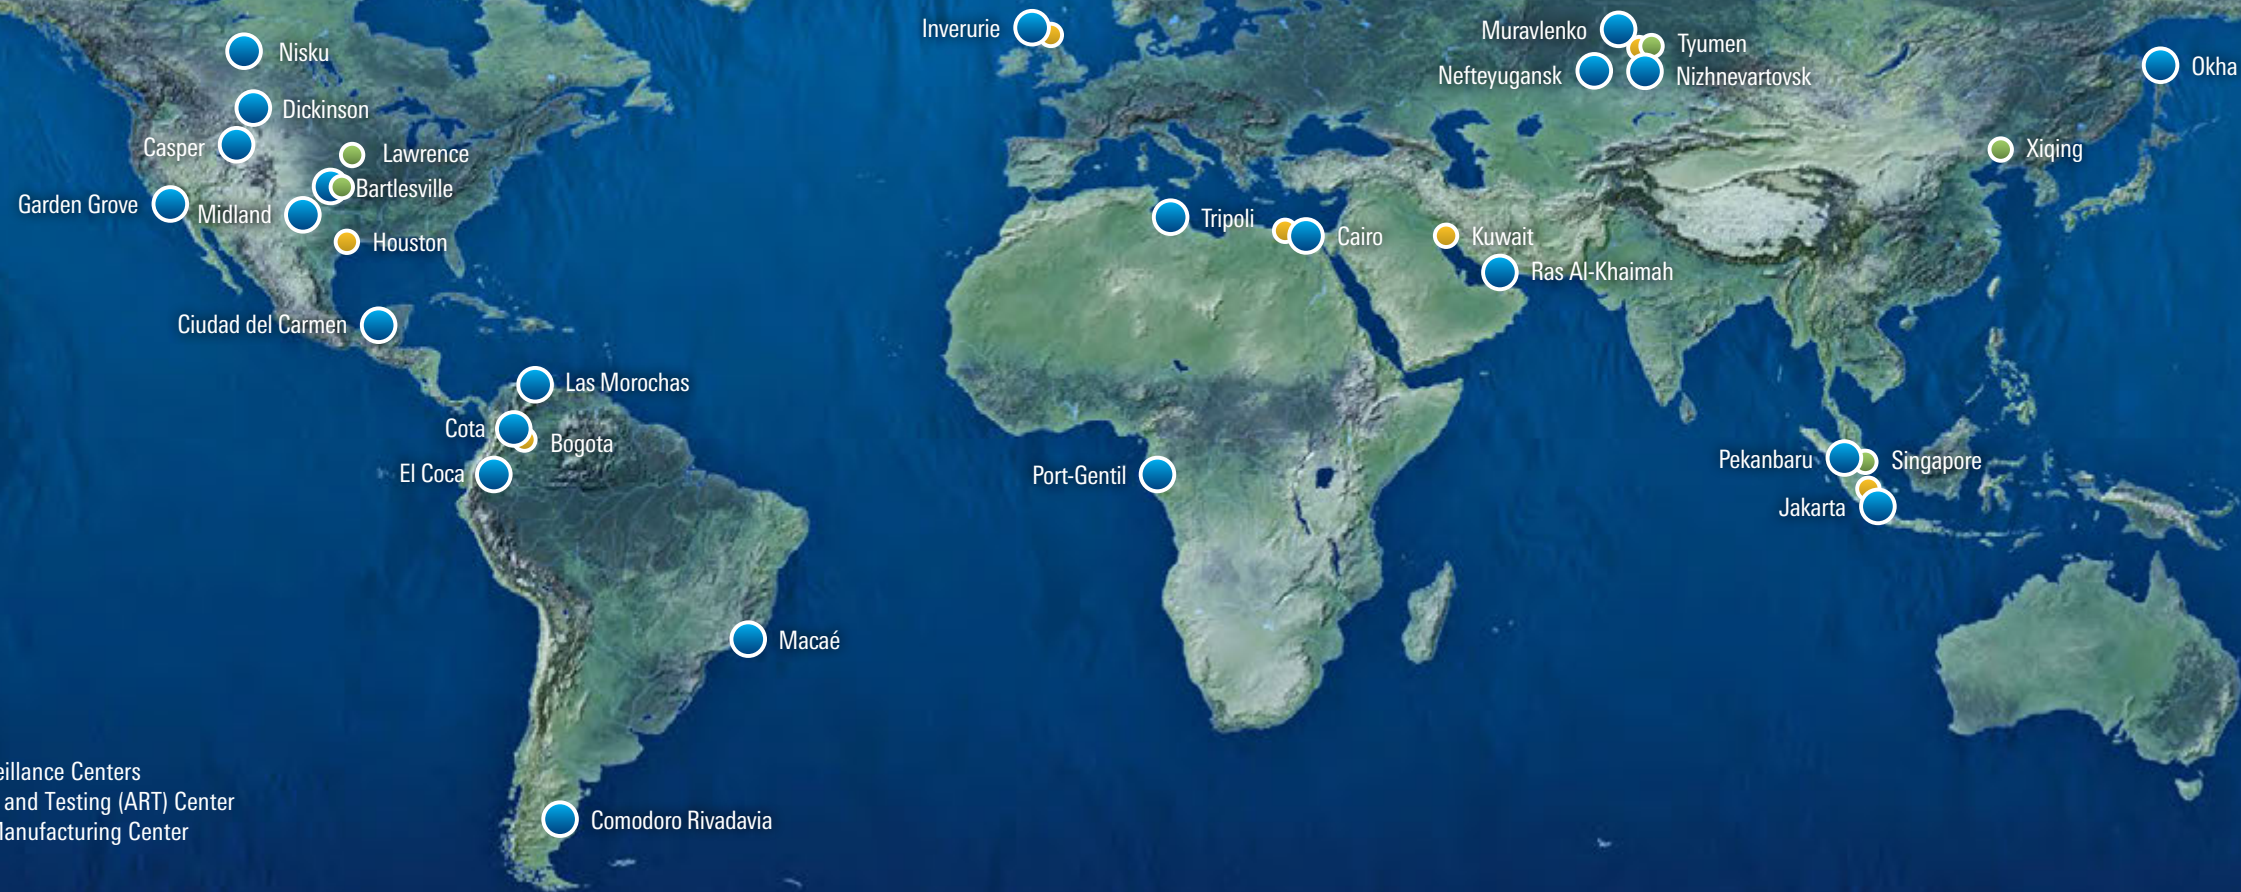 Inverurie
Muravlenko
Tyumen
Nisku
Nefteyugansk
Nizhnevartovsk
Okha
Dickinson
Casper
Lawrence
Xiqing
Bartlesville
Garden Grove
Midland
Tripoli
Cairo
Kuwait
Houston
Ras Al-Khaimah
Ciudad del Carmen
Las Morochas
Cota
Bogota
El Coca
Port-Gentil
Pekanbaru
Singapore
Jakarta
Macaé
eillance Centers
and Testing (ART) Center
Manufacturing Center
Comodoro Rivadavia